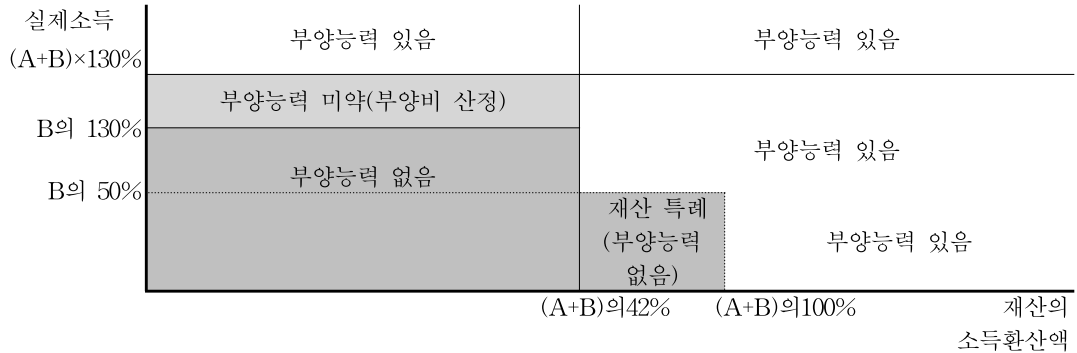 실제소득
(A+B)×130%
부양능력 있음
부양능력 있음
부양능력 미약(부양비 산정)
B의 130%
부양능력 있음
부양능력 없음
B의 50%
재산 특례
(부양능력
없음)
부양능력 있음
(A+B)의42%
(A+B)의100%
재산의
소득환산액